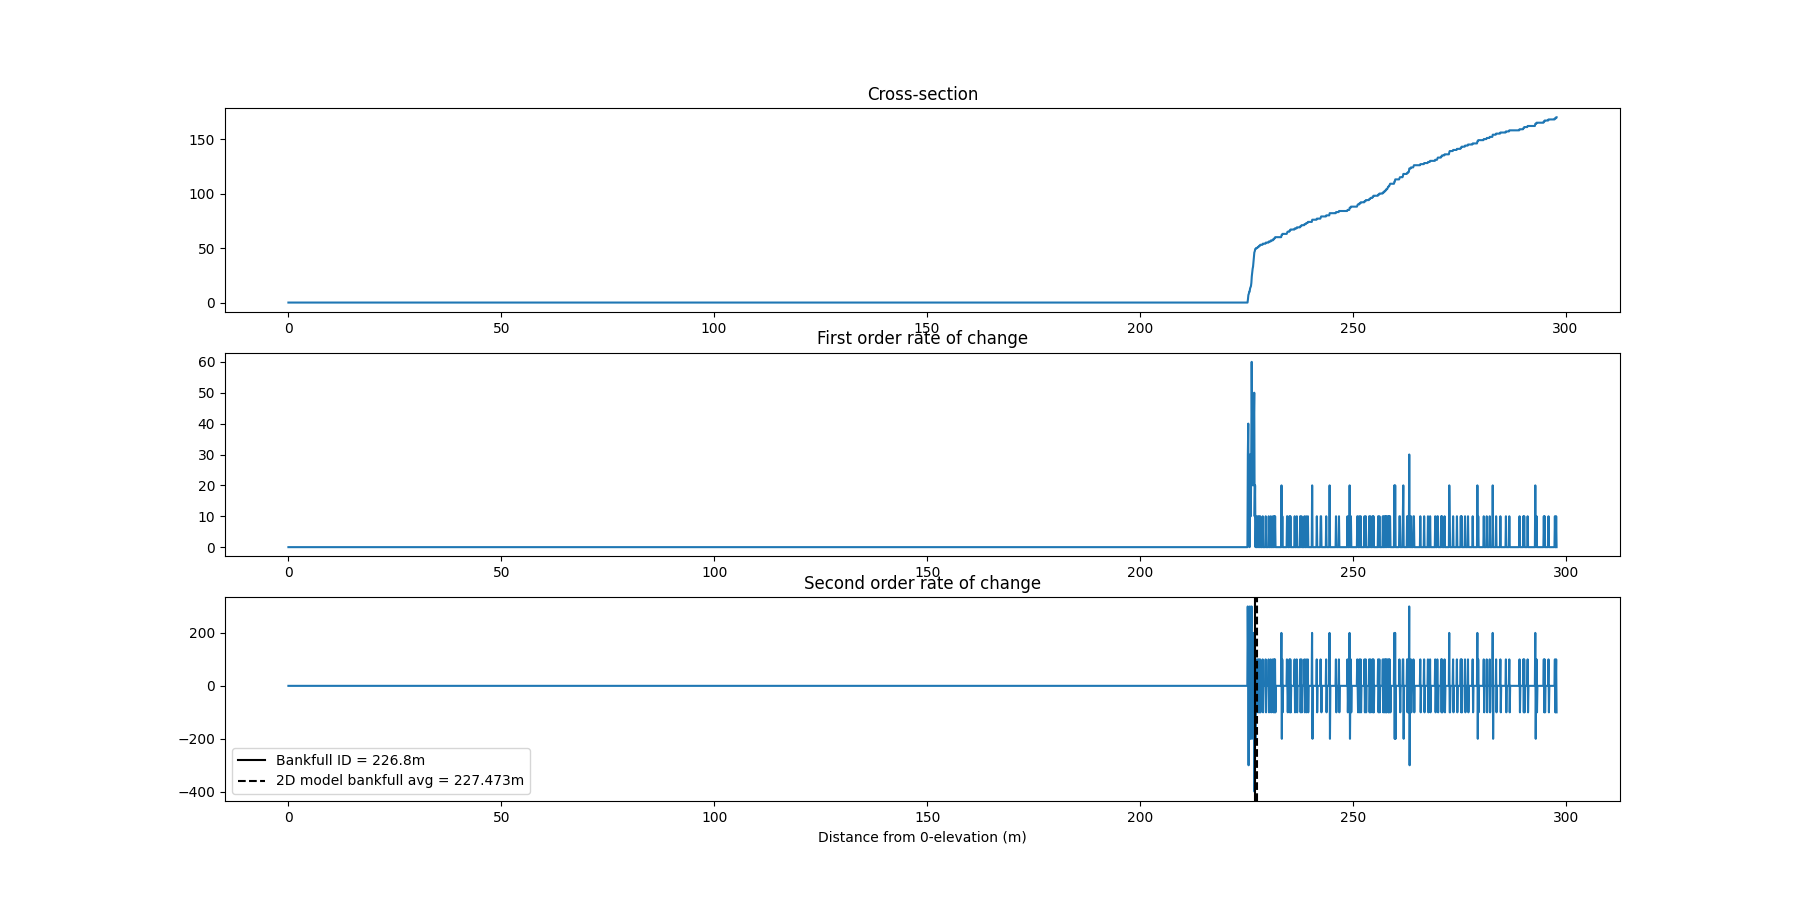 Cross-section
150
100
50
0
0 50 100 150 200 250 300
First order rate of change
60
50
40
30
20
10
0
0 50 100 150 200 250 300
Second order rate of change
200
0
−200
−400
Bankfull ID = 226.8m
2D model bankfull avg = 227.473m
0 50 100 150 200 250 300
Distance from 0-elevation (m)